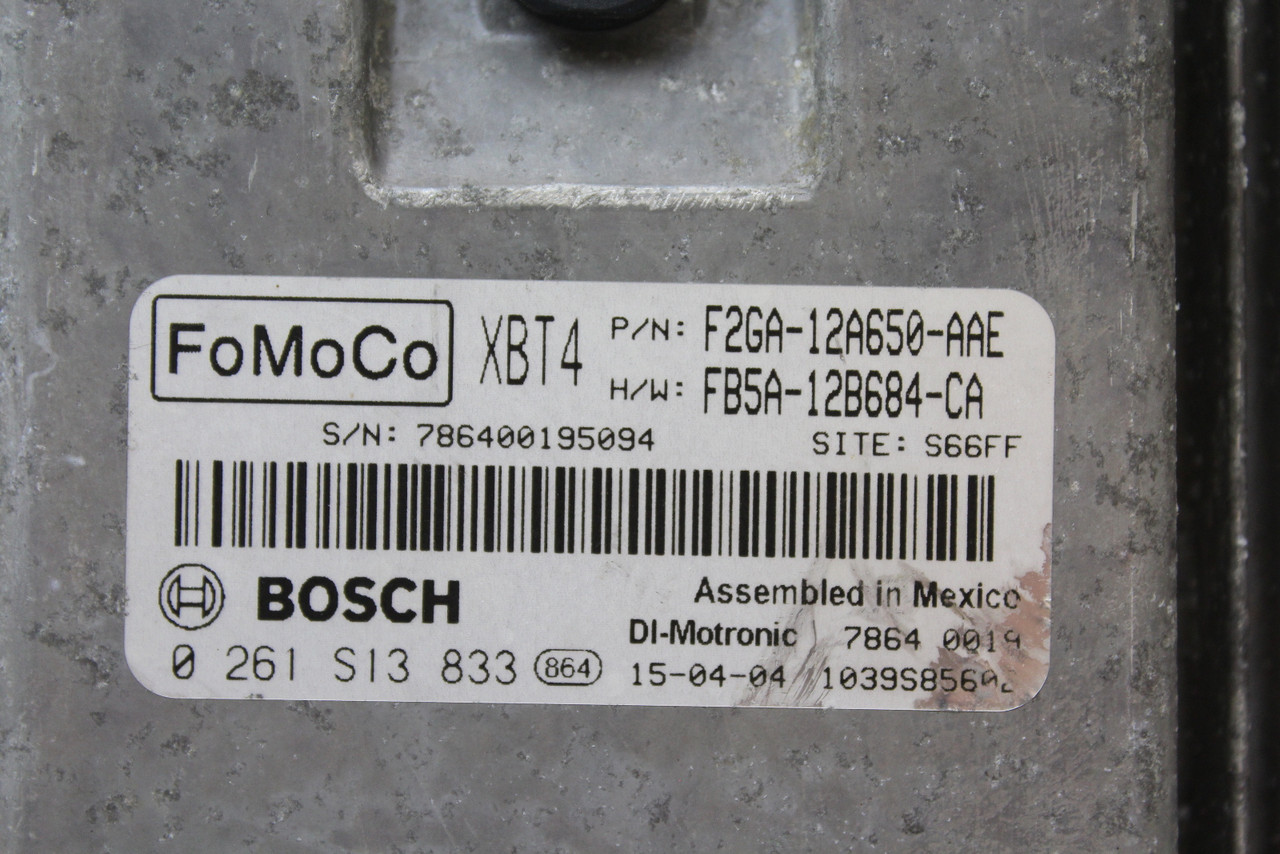 FoMoCo XBT4 P/N: F2GA-12A650-AAE
H/W: FB5A-12B684-CA
S/N: 786400195094 SITE: S66FF
BOSCH Assembled in Mexico
DI-Motronic 7864 0019
0 261 S13 833 864 15-04-04